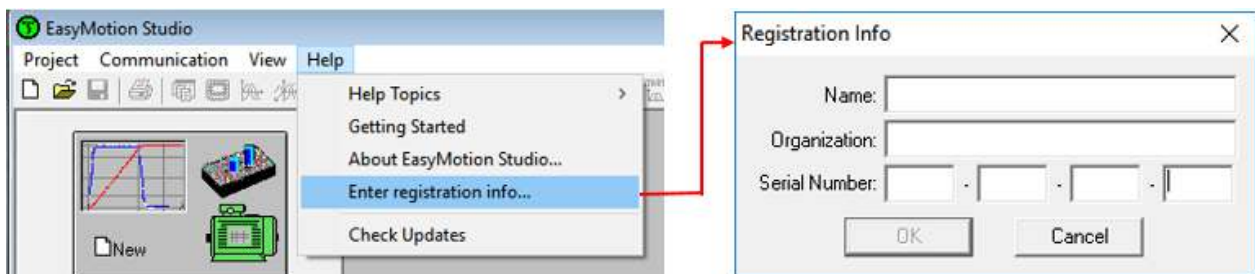 EasyMotion Studio
Project Communication View Help
Help Topics
Getting Started
About EasyMotion Studio...
Enter registration info...
Check Updates
New
Registration Info
Name:
Organization:
Serial Number: - - -
OK Cancel